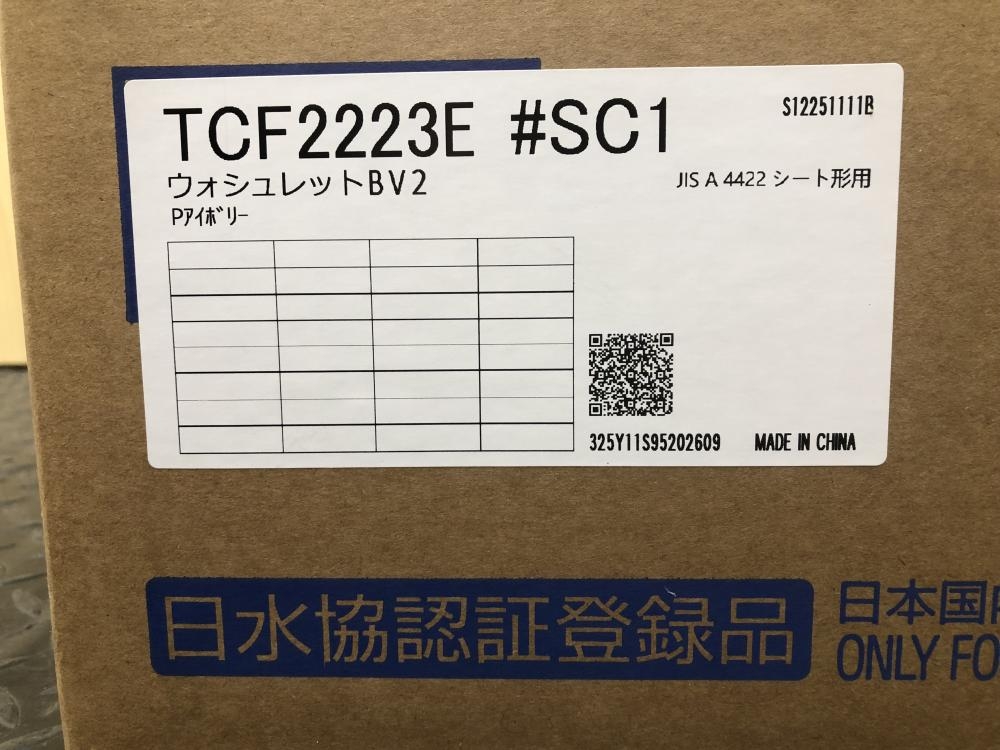 TCF2223E #SC1
S12251111B
ウォシュレットBV2
JIS A 4422 シート形用
Pｱｲﾎﾞﾘｰ
325Y11S95202609
MADE IN CHINA
日水協認証登録品
日本国
ONLY FO